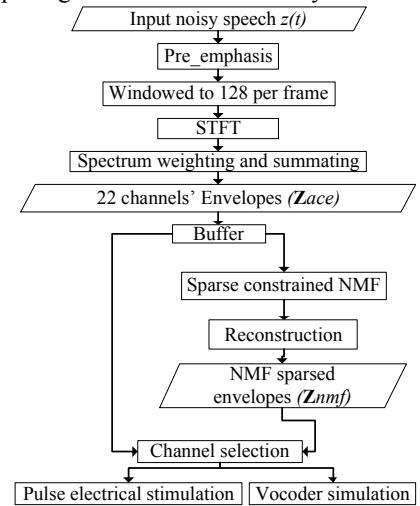 Input noisy speech z(t)
Pre_emphasis
Windowed to 128 per frame
STFT
Spectrum weighting and summating
22 channels' Envelopes (Zace)
Buffer
Sparse constrained NMF
Reconstruction
NMF sparsed
envelopes (Znmf)
Channel selection
Pulse electrical stimulation
Vocoder simulation